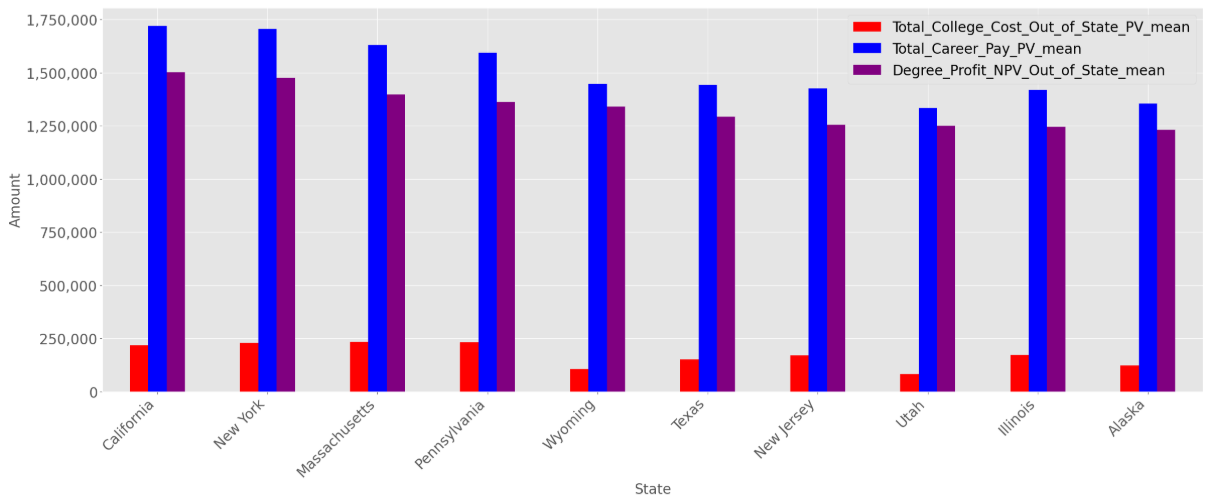 1,750,000
1,500,000
1,250,000
1,000,000
750,000
500,000
250,000
0
Amount
Total_College_Cost_Out_of_State_PV_mean
Total_Career_Pay_PV_mean
Degree_Profit_NPV_Out_of_State_mean
California
New York
Massachusetts
Pennsylvania
Wyoming
Texas
New Jersey
Utah
Illinois
Alaska
State